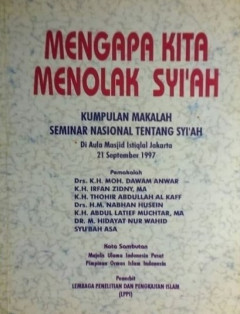 MENGAPA KITA
MENOLAK SYI'AH
KUMPULAN MAKALAH
SEMINAR NASIONAL TENTANG SYI'AH
Di Aula Masjid Istiqlal Jakarta
21 September 1997
Pemakalah
Drs. K.H. MOH. DAWAM ANWAR
K.H. IRFAN ZIDNY, MA
K.H. THOHIR ABDULLAH AL KAFF
Drs. H.M. NABHAN HUSEIN
K.H. ABDUL LATIEF MUCHTAR, MA
DR. M. HIDAYAT NUR WAHID
SYU'BAH ASA
Nota Sambutan
Majelis Ulama Indonesia Pusat
Pimpinan Ormas Islam Indonesia
Penerbit
LEMBAGA PENELITIAN DAN PENGKAJIAN ISLAM
(LPPI)